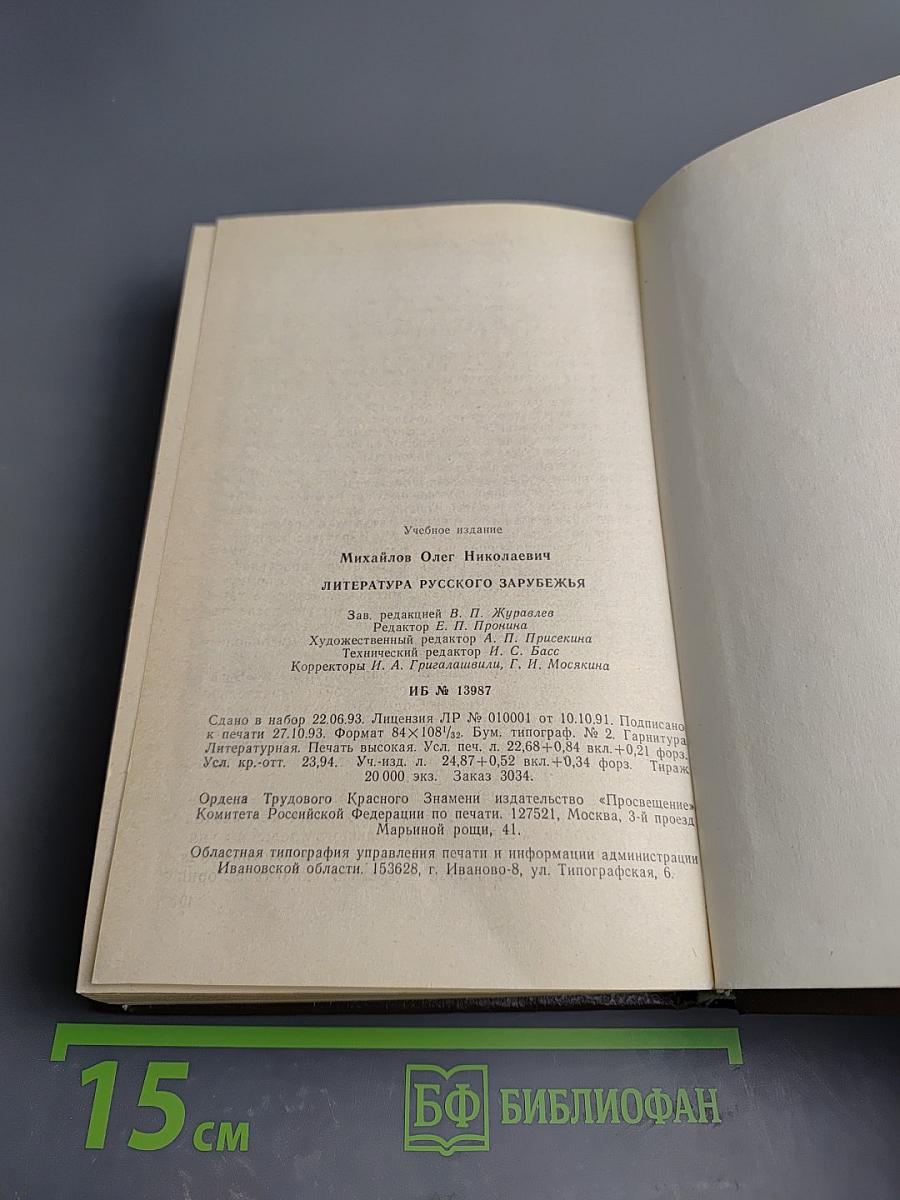 Учебное издание
Михайлов Олег Николаевич
ЛИТЕРАТУРА РУССКОГО ЗАРУБЕЖЬЯ
Зав. редакцией В. П. Журавлев
Редактор Е. П. Пронина
Художественный редактор А. П. Присекина
Технический редактор И. С. Басс
Корректоры И. А. Григалашвили, Г. И. Мосякина
ИБ № 13987
Сдано в набор 22.06.93. Лицензия ЛР № 010001 от 10.10.91. Подписано
к печати 27.10.93. Формат 84×108¹/₃₂. Бум. типограф. № 2. Гарнитура
Литературная. Печать высокая. Усл. печ. л. 22,68+0,84 вкл.+0,21 форз.
Усл. кр.-отт. 23,94. Уч.-изд. л. 24,87+0,52 вкл.+0,34 форз. Тираж
20 000 экз. Заказ 3034.
Ордена Трудового Красного Знамени издательство «Просвещение»
Комитета Российской Федерации по печати. 127521, Москва, 3-й проезд
Марьиной рощи, 41.
Областная типография управления печати и информации администрации
Ивановской области. 153628, г. Иваново-8, ул. Типографская, 6.
15 см
БФ БИБЛИОФАН